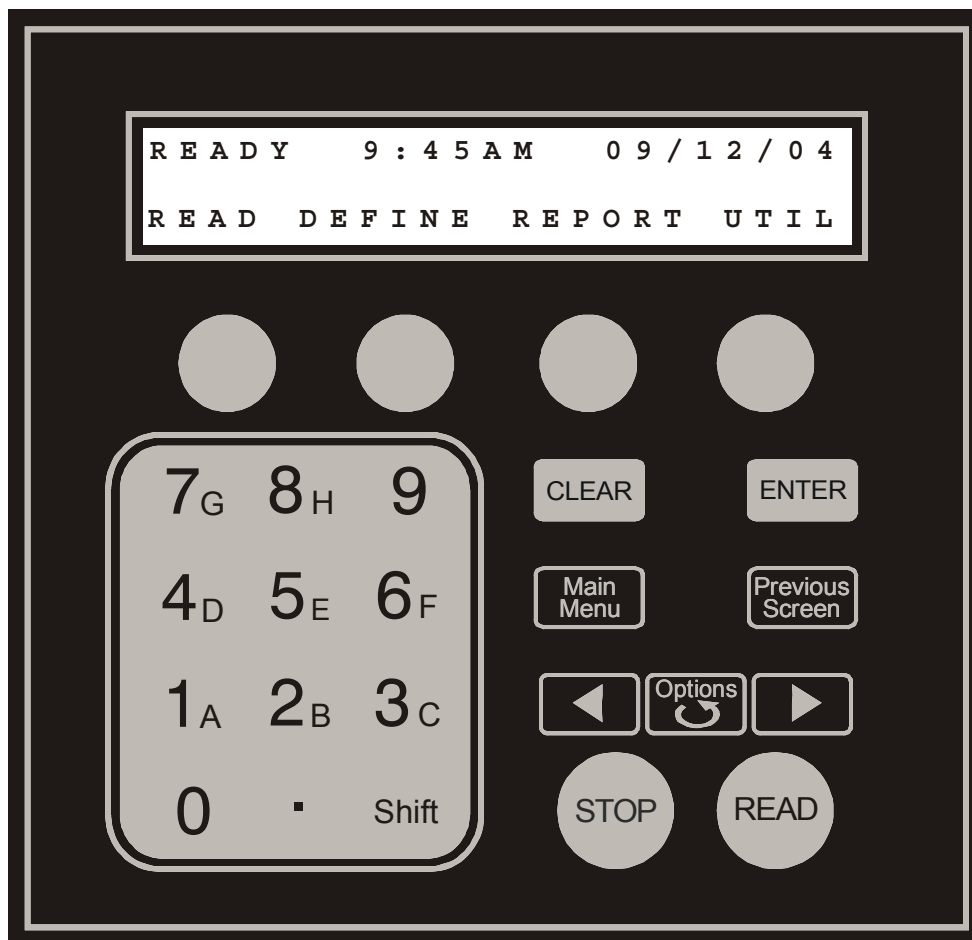 READY 9:45AM 09/12/04
READ DEFINE REPORT UTIL
7G 8H 9
4D 5E 6F
1A 2B 3C
0 . Shift
CLEAR
ENTER
Main
Menu
Previous
Screen
Options
STOP
READ